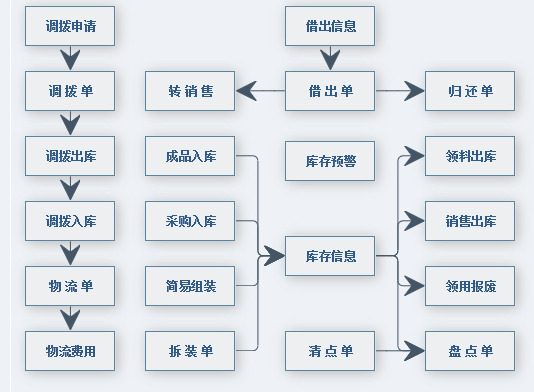 调拨申请
借出信息
调拨单
转销售
借出单
归还单
调拨出库
成品入库
库存预警
领料出库
调拨入库
采购入库
销售出库
库存信息
物流单
简易组装
领用报废
物流费用
拆装单
清点单
盘点单